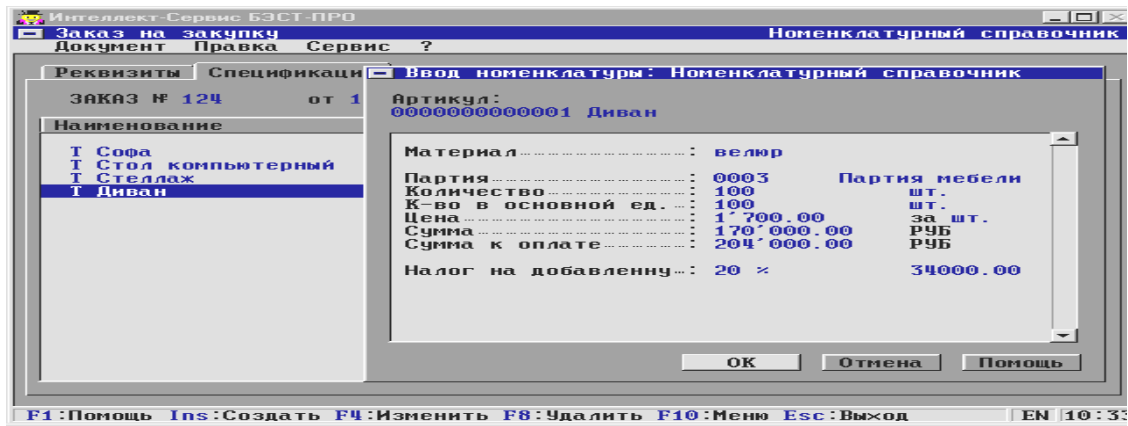 Интеллект-Сервис БЭСТ-ПРО
Заказ на закупку Номенклатурный справочник
Документ Правка Сервис ?
Реквизиты Спецификаци Ввод номенклатуры: Номенклатурный справочник
ЗАКАЗ № 124 от 1 Артикул:
0000000000001 Диван
Наименование
Материал: велюр
Т Софа
Т Стол компьютерный
Т Стеллаж
Т Диван
Партия: 0003 Партия мебели
Количество: 100 шт.
К-во в основной ед.: 100 шт.
Цена: 1´700.00 за шт.
Сумма: 170´000.00 РУБ
Сумма к оплате: 204´000.00 РУБ
Налог на добавленну: 20 % 34000.00
ОК Отмена Помощь
F1:Помощь Ins:Создать F4:Изменить F8:Удалить F10:Меню Esc:Выход EN 10:33